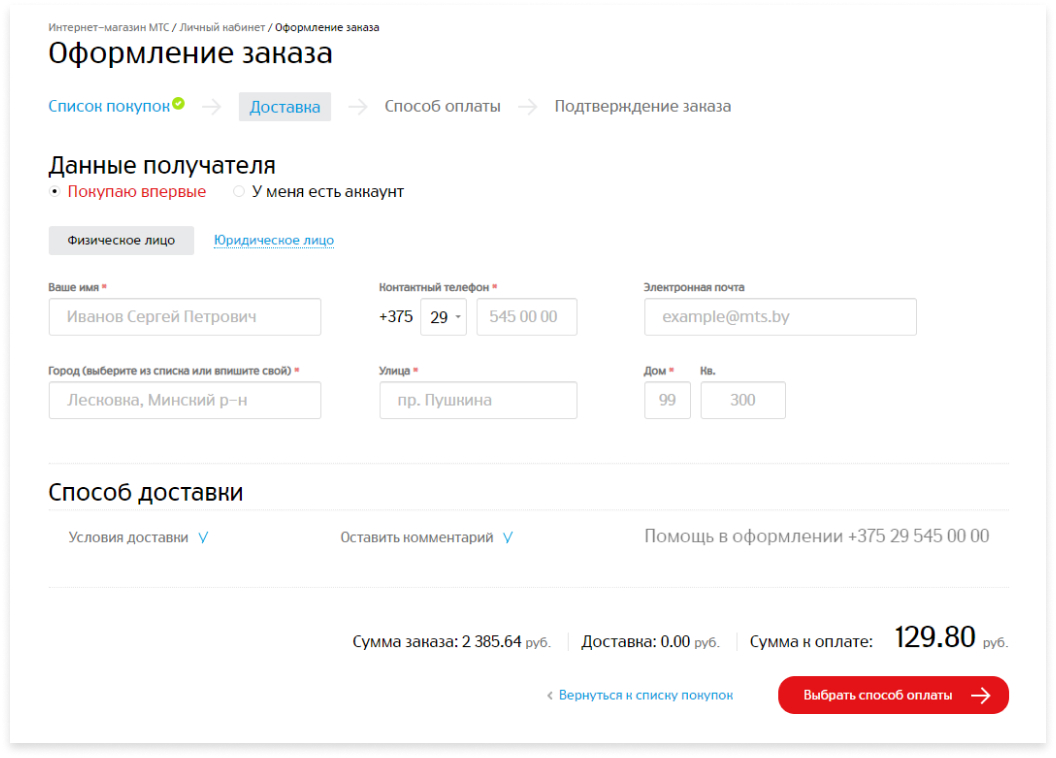 Интернет-магазин МТС / Личный кабинет / Оформление заказа
Оформление заказа
Список покупок → Доставка → Способ оплаты → Подтверждение заказа
Данные получателя
Покупаю впервые У меня есть аккаунт
Физическое лицо Юридическое лицо
Ваше имя * Контактный телефон * Электронная почта
Иванов Сергей Петрович +375 29 545 00 00 example@mts.by
Город (выберите из списка или впишите свой) * Улица * Дом * Кв.
Лесковка, Минский р-н пр. Пушкина 99 300
Способ доставки
Условия доставки Оставить комментарий Помощь в оформлении +375 29 545 00 00
Сумма заказа: 2 385.64 руб. Доставка: 0.00 руб. Сумма к оплате: 129.80 руб.
‹ Вернуться к списку покупок Выбрать способ оплаты →